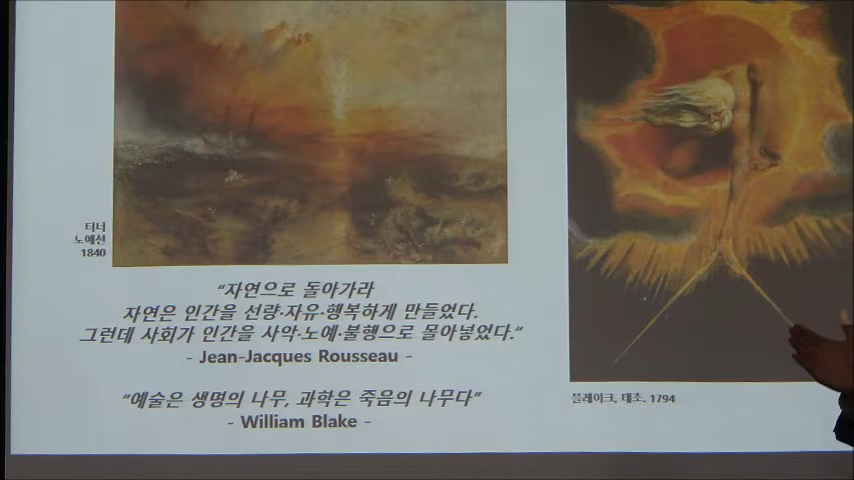 터너
노예선
1840
"자연으로 돌아가라
자연은 인간을 선량·자유·행복하게 만들었다.
그런데 사회가 인간을 사악·노예·불행으로 몰아넣었다."
- Jean-Jacques Rousseau -
"예술은 생명의 나무, 과학은 죽음의 나무다"
- William Blake -
블레이크, 태초. 1794